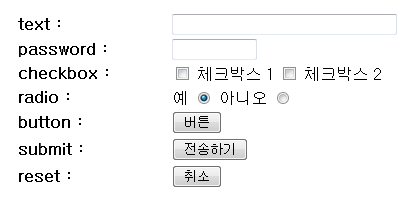 text :
password :
checkbox : 체크박스 1 체크박스 2
radio : 예 아니오
button : 버튼
submit : 전송하기
reset : 취소